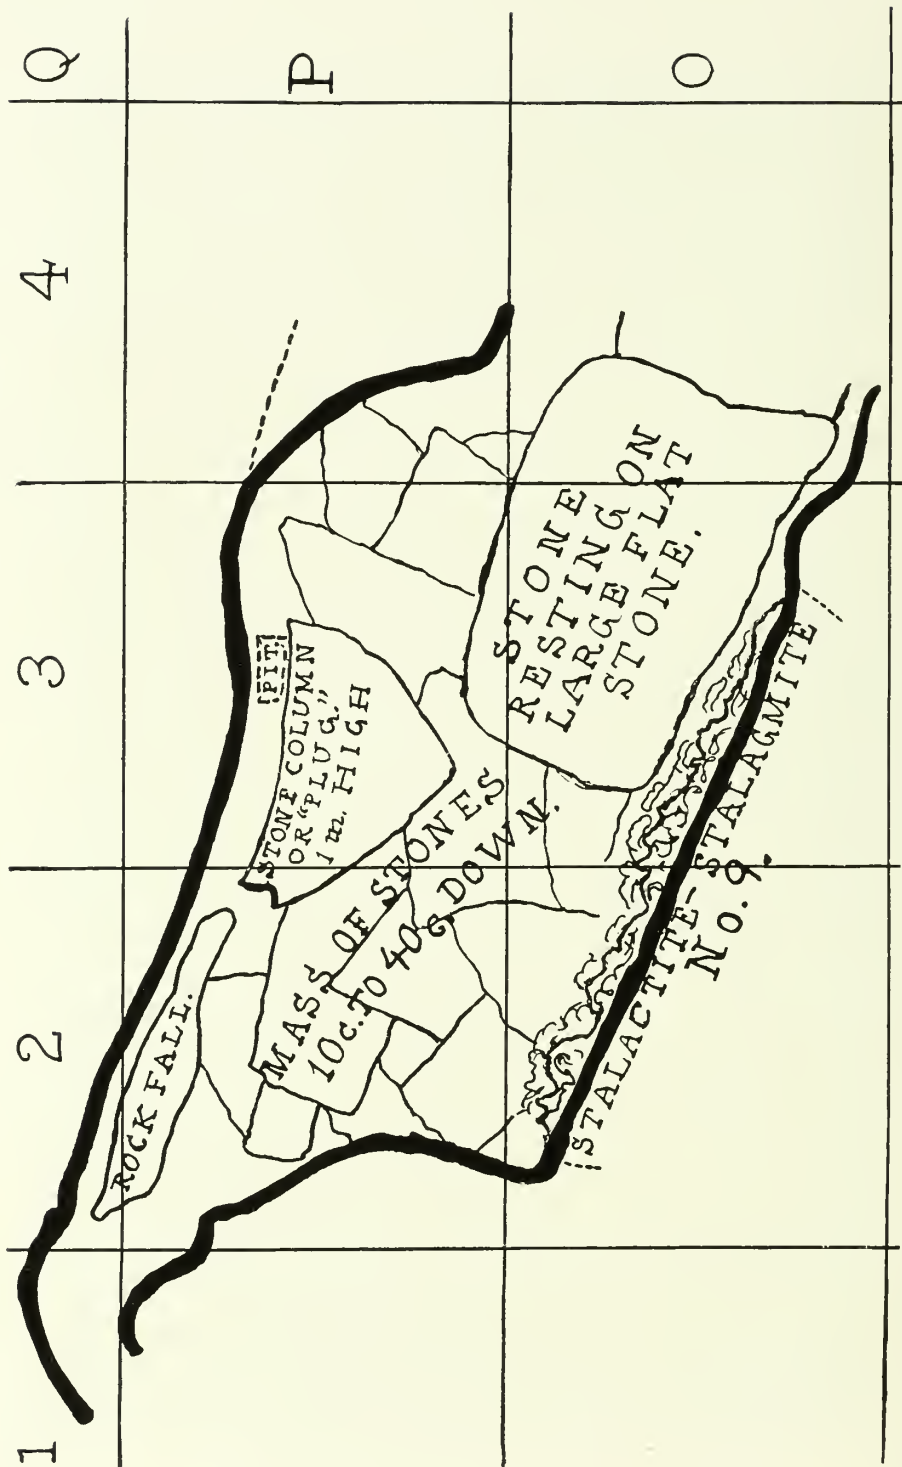 Q
P
O
4
3
2
1
PIT
STONE COLUMN
OR "PLUG."
1 m. HIGH
STONE
RESTING ON
LARGE FLAT
STONE.
ROCK FALL.
MASS OF STONES
10c. TO 40c. DOWN.
STALACTITE-STALAGMITE
No. 9.